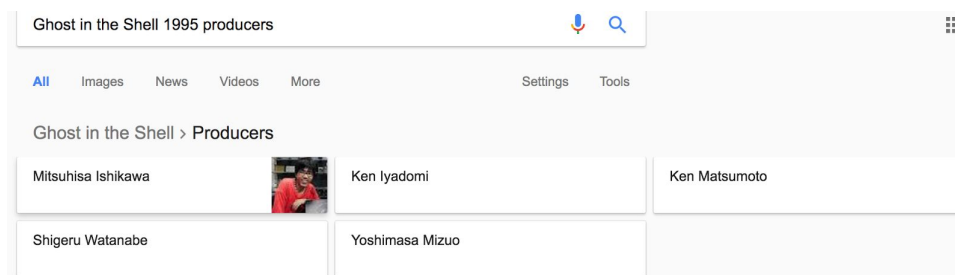 Ghost in the Shell 1995 producers
All Images News Videos More Settings Tools
Ghost in the Shell > Producers
Mitsuhisa Ishikawa Ken Iyadomi Ken Matsumoto
Shigeru Watanabe Yoshimasa Mizuo